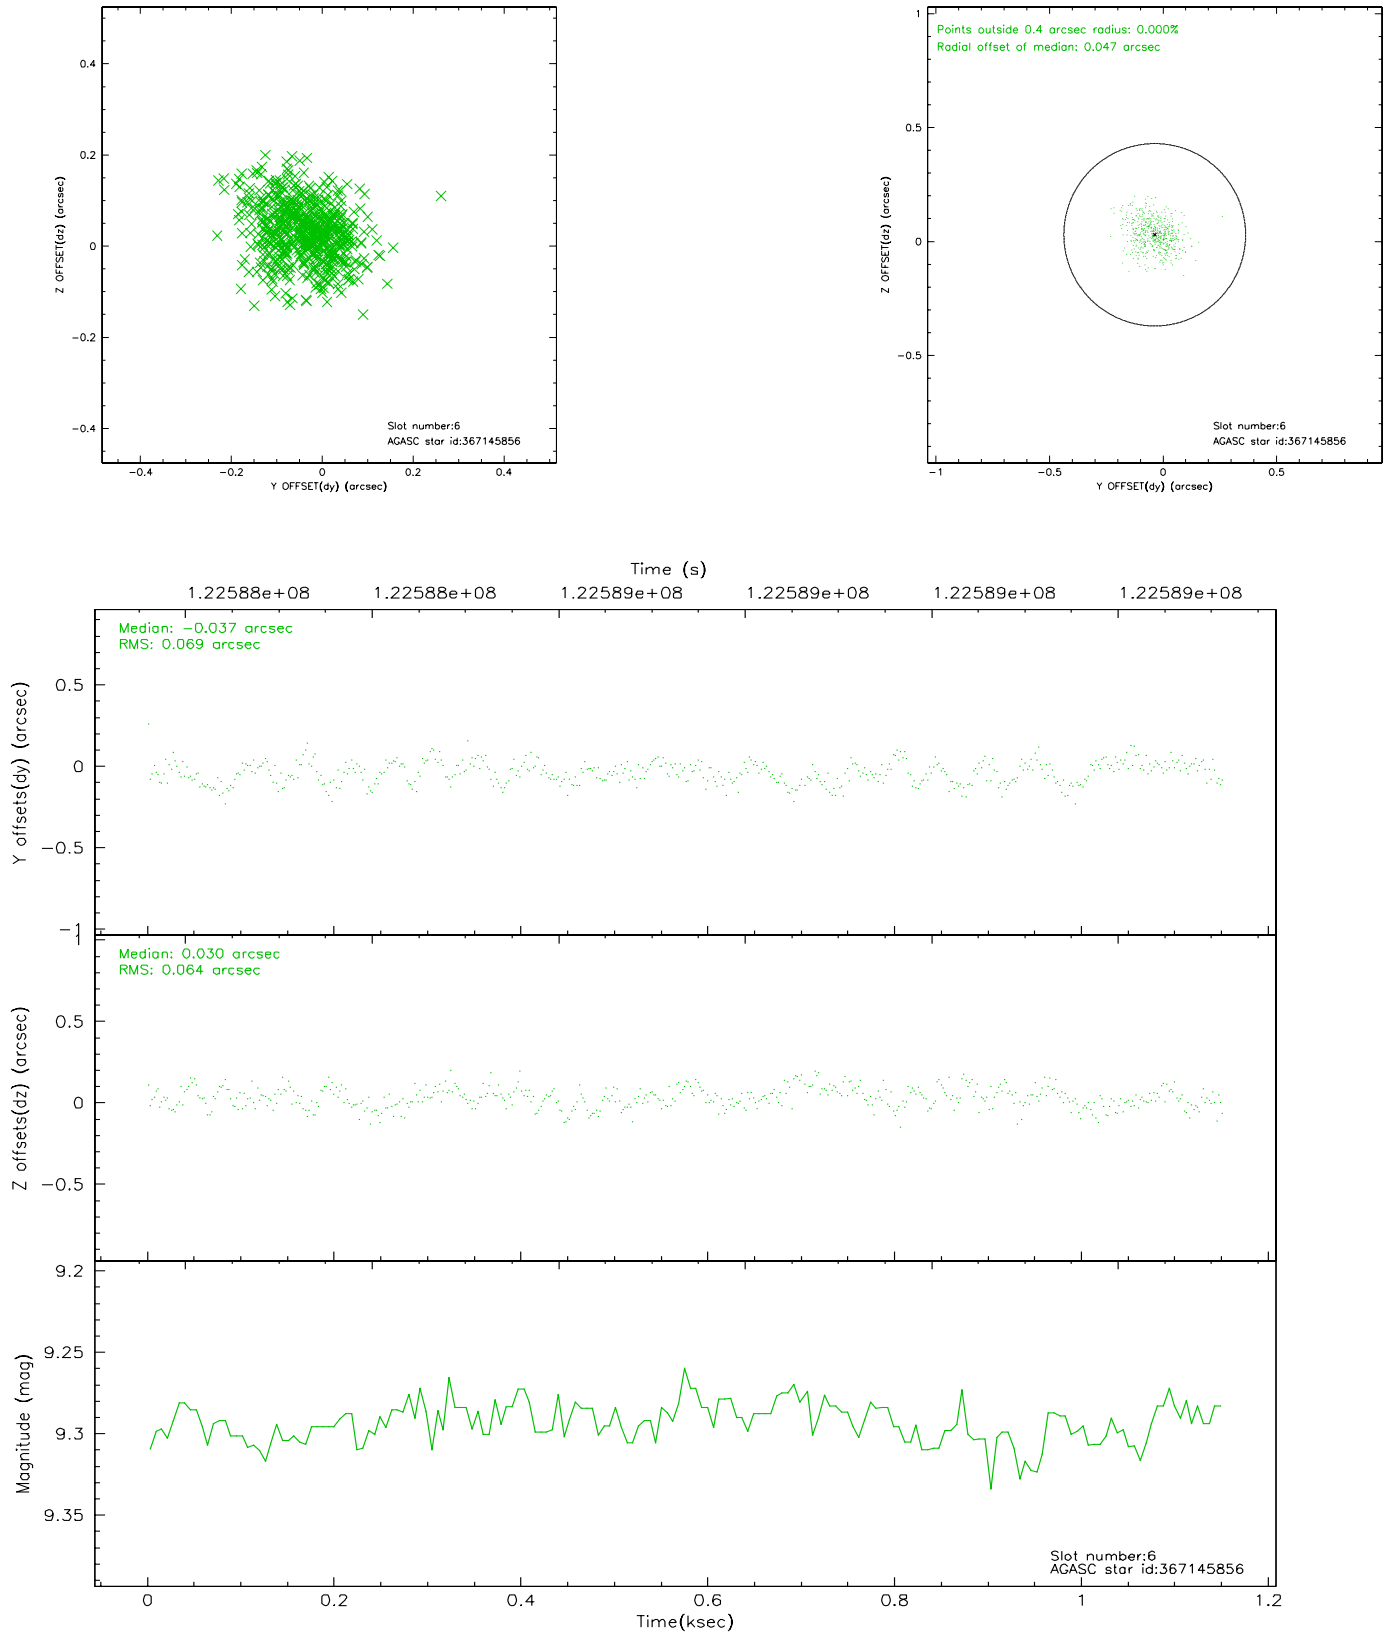 0.4
0.2
0
−0.2
−0.4
Z OFFSET(dz) (arcsec)
Slot number:6
AGASC star id:367145856
−0.4 −0.2 0 0.2 0.4
Y OFFSET(dy) (arcsec)
Points outside 0.4 arcsec radius: 0.000%
Radial offset of median: 0.047 arcsec
1
0.5
0
−0.5
Z OFFSET(dz) (arcsec)
Slot number:6
AGASC star id:367145856
−1 −0.5 0 0.5
Y OFFSET(dy) (arcsec)
Time (s)
1.22588e+08 1.22588e+08 1.22589e+08 1.22589e+08 1.22589e+08 1.22589e+08
Median: −0.037 arcsec
RMS: 0.069 arcsec
0.5
0
−0.5
−1
Y offsets(dy) (arcsec)
Median: 0.030 arcsec
RMS: 0.064 arcsec
1
0.5
0
−0.5
Z offsets(dz) (arcsec)
9.2
9.25
9.3
9.35
Magnitude (mag)
Slot number:6
AGASC star id:367145856
0 0.2 0.4 0.6 0.8 1 1.2
Time(ksec)